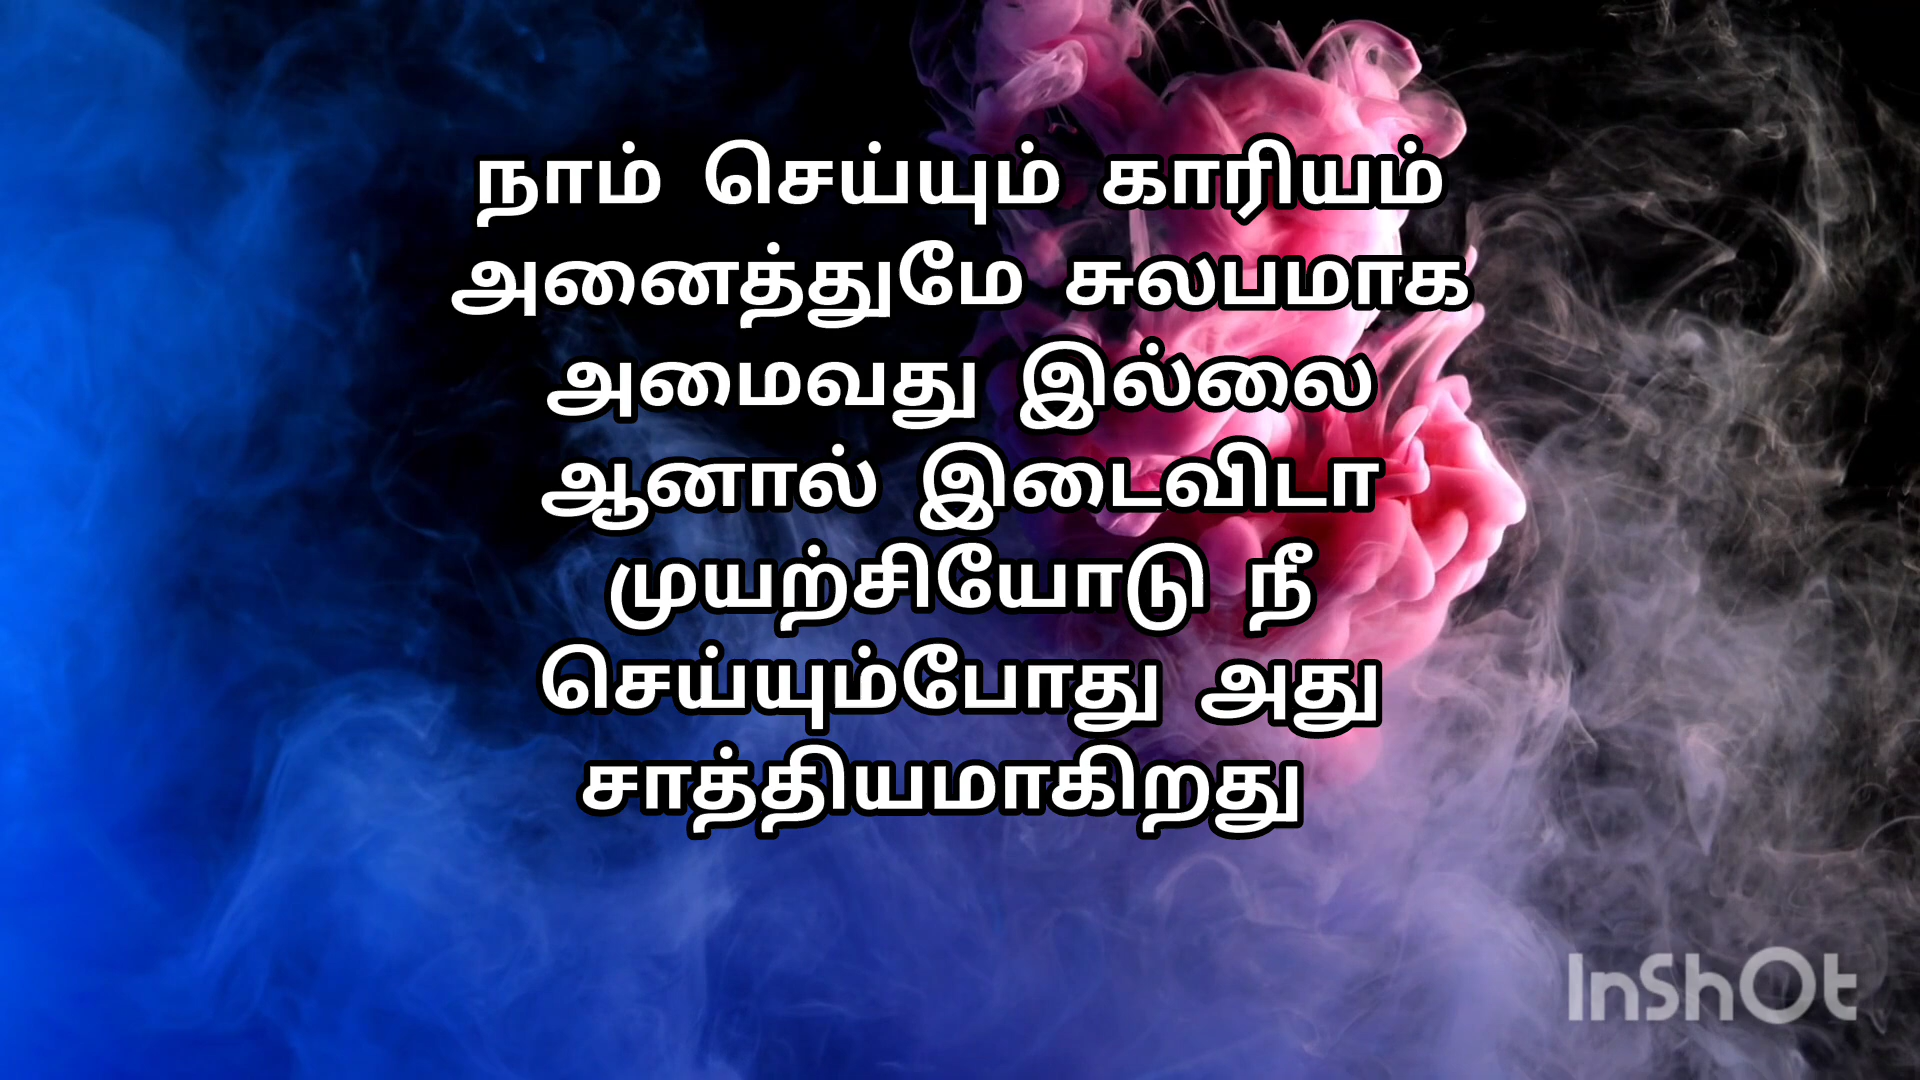 நாம் செய்யும் காரியம்
அனைத்துமே சுலபமாக
அமைவது இல்லை
ஆனால் இடைவிடா
முயற்சியோடு நீ
செய்யும்போது அது
சாத்தியமாகிறது
InShOt